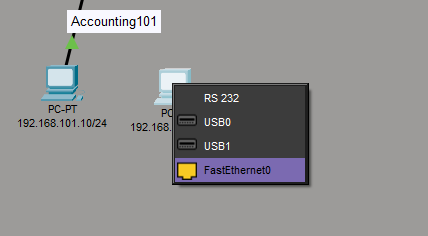 Accounting101
PC-PT
192.168.101.10/24
PC
192.168.
RS 232
USB0
USB1
FastEthernet0